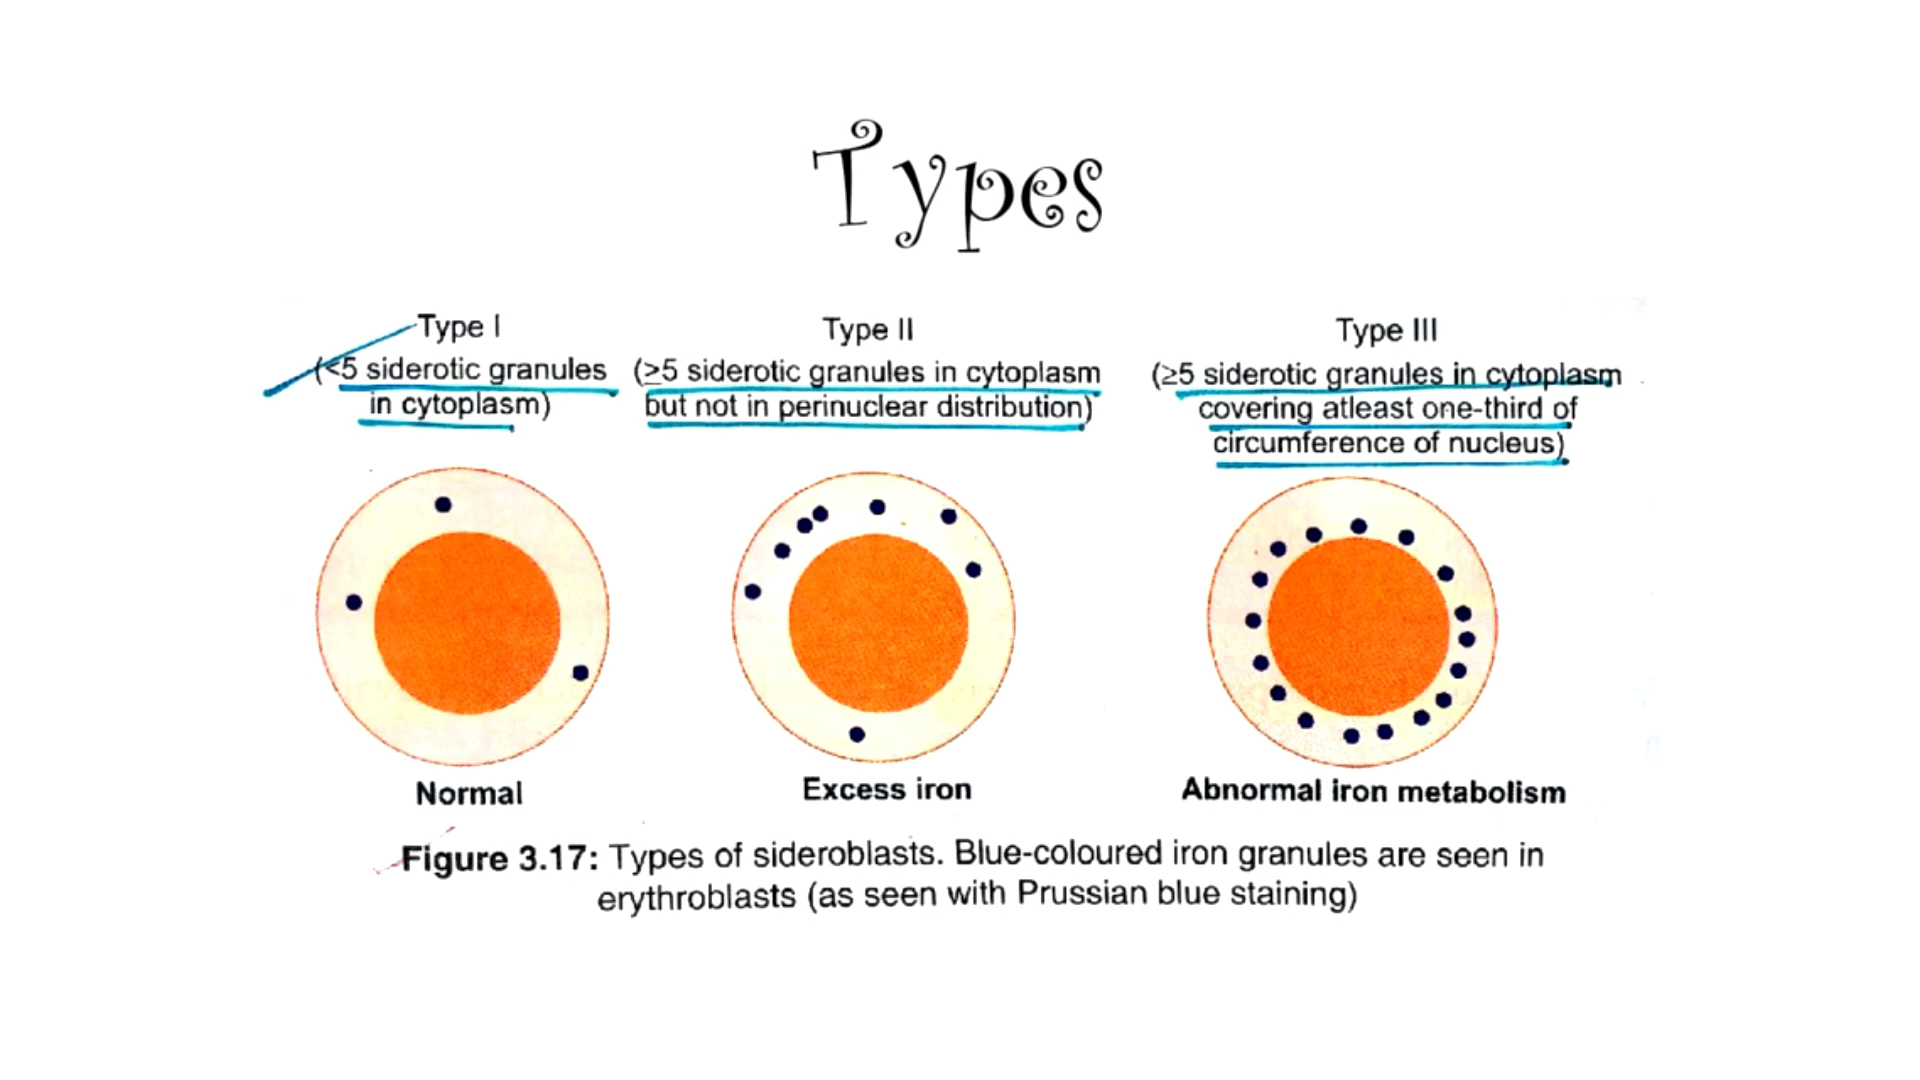 Types
Type I
(<5 siderotic granules
in cytoplasm)
Type II
(≥5 siderotic granules in cytoplasm
but not in perinuclear distribution)
Type III
(≥5 siderotic granules in cytoplasm
covering atleast one-third of
circumference of nucleus)
Normal
Excess iron
Abnormal iron metabolism
Figure 3.17: Types of sideroblasts. Blue-coloured iron granules are seen in
erythroblasts (as seen with Prussian blue staining)